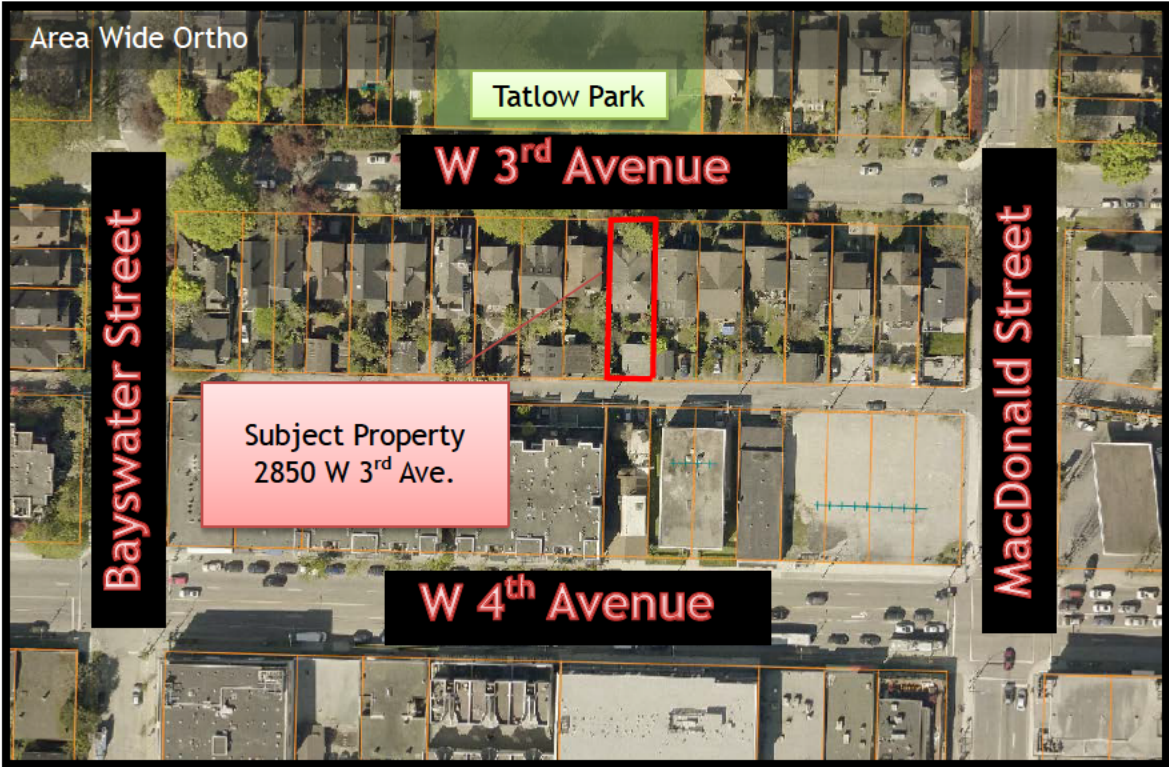 Area Wide Ortho
Tatlow Park
W 3rd Avenue
Bayswater Street
MacDonald Street
Subject Property
2850 W 3rd Ave.
W 4th Avenue